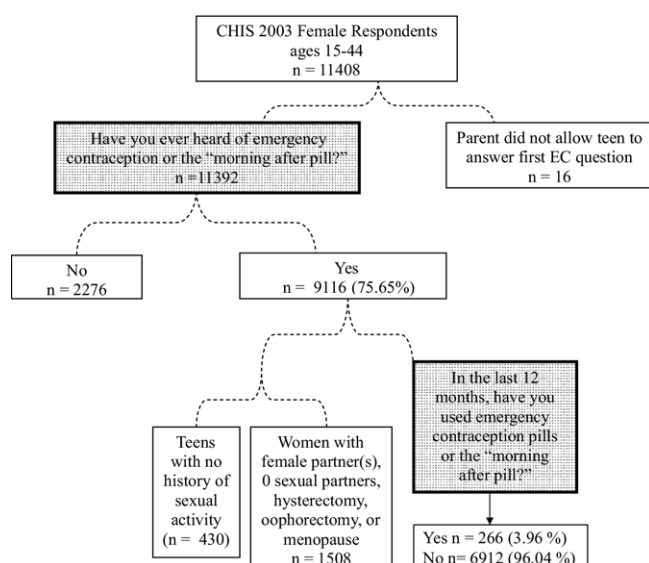 CHIS 2003 Female Respondents
ages 15-44
n = 11408
Have you ever heard of emergency
contraception or the “morning after pill?”
n =11392
Parent did not allow teen to
answer first EC question
n = 16
No
n = 2276
Yes
n =  9116 (75.65%)
In the last 12
months, have you
used emergency
contraception pills
or the “morning
after pill?”
Teens
with no
history of
sexual
activity
(n =  430)
Women with
female partner(s),
0 sexual partners,
hysterectomy,
oophorectomy, or
menopause
n = 1508
Yes n = 266 (3.96 %)
No n= 6912 (96.04 %)